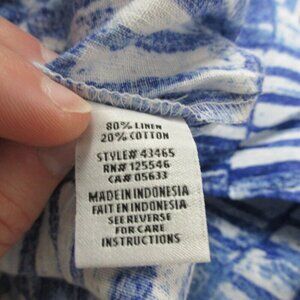 80% LINEN
20% COTTON
STYLE# 43465
RN# 125546
CA# 05633
MADE IN INDONESIA
FAIT EN INDONESIA
SEE REVERSE
FOR CARE
INSTRUCTIONS